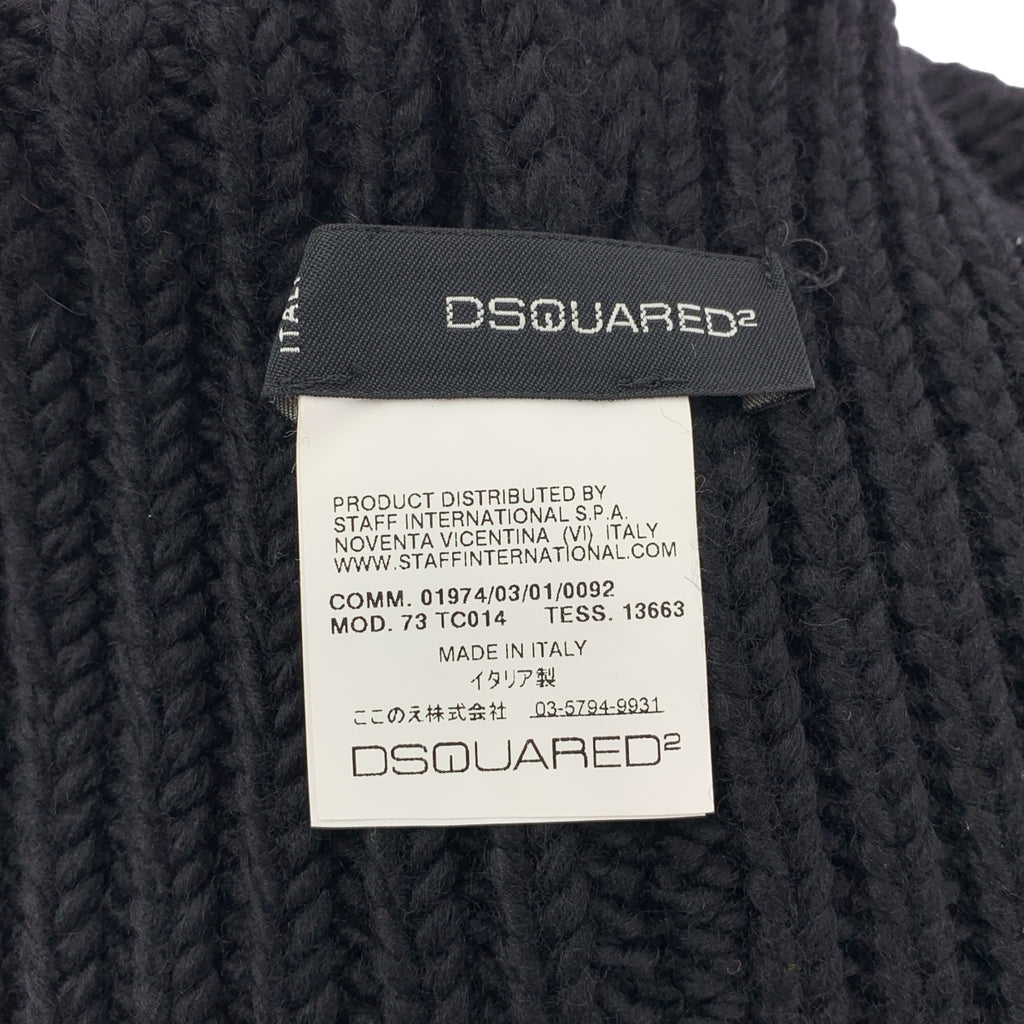 DSQUARED2
PRODUCT DISTRIBUTED BY
STAFF INTERNATIONAL S.P.A.
NOVENTA VICENTINA (VI) ITALY
WWW.STAFFINTERNATIONAL.COM
COMM. 01974/03/01/0092
MOD. 73 TC014 TESS. 13663
MADE IN ITALY
イタリア製
ここのえ株式会社 03-5794-9931
DSQUARED2